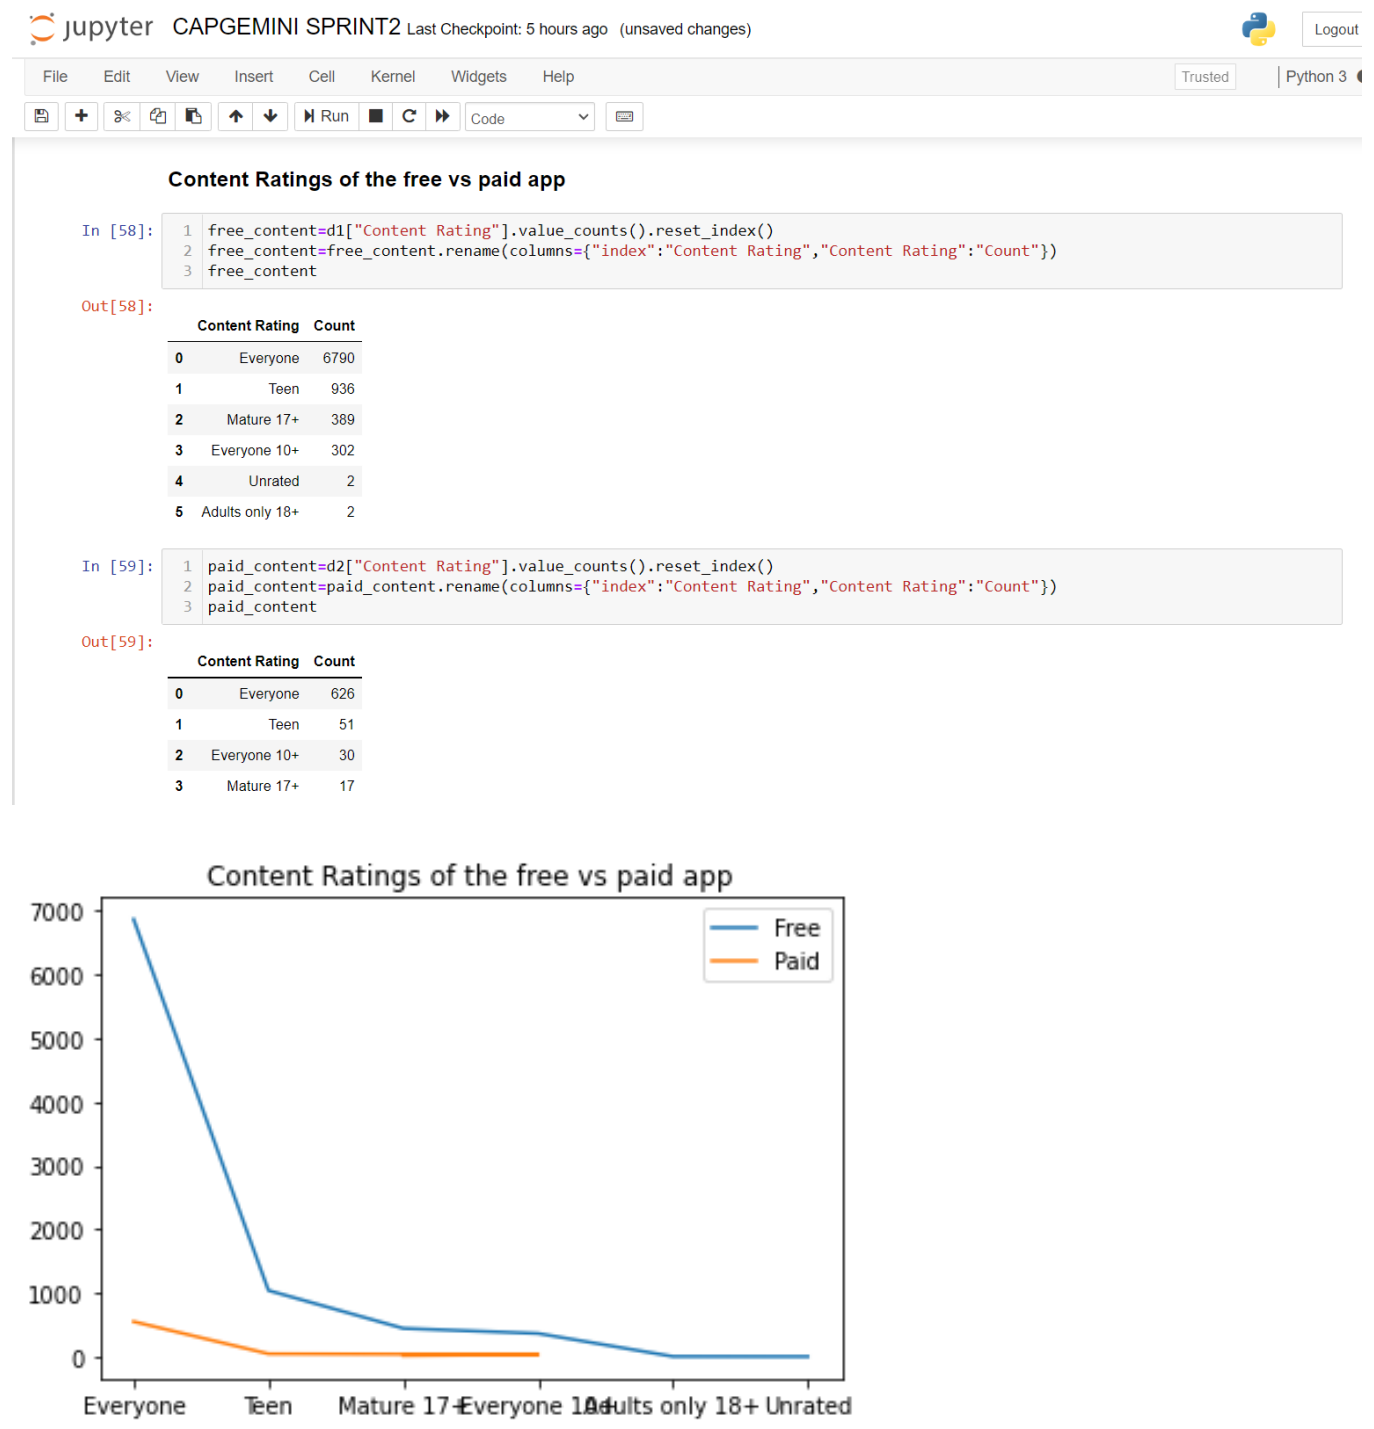 jupyter CAPGEMINI SPRINT2 Last Checkpoint: 5 hours ago (unsaved changes) Logout
File Edit View Insert Cell Kernel Widgets Help Trusted Python 3
Run Code
Content Ratings of the free vs paid app
In [58]: 1 free_content=d1["Content Rating"].value_counts().reset_index()
2 free_content=free_content.rename(columns={"index":"Content Rating","Content Rating":"Count"})
3 free_content
Out[58]:
Content Rating Count
0 Everyone 6790
1 Teen 936
2 Mature 17+ 389
3 Everyone 10+ 302
4 Unrated 2
5 Adults only 18+ 2
In [59]: 1 paid_content=d2["Content Rating"].value_counts().reset_index()
2 paid_content=paid_content.rename(columns={"index":"Content Rating","Content Rating":"Count"})
3 paid_content
Out[59]:
Content Rating Count
0 Everyone 626
1 Teen 51
2 Everyone 10+ 30
3 Mature 17+ 17
Content Ratings of the free vs paid app
7000
Free
Paid
6000
5000
4000
3000
2000
1000
0
Everyone Teen Mature 17+ Everyone 10+ Adults only 18+ Unrated